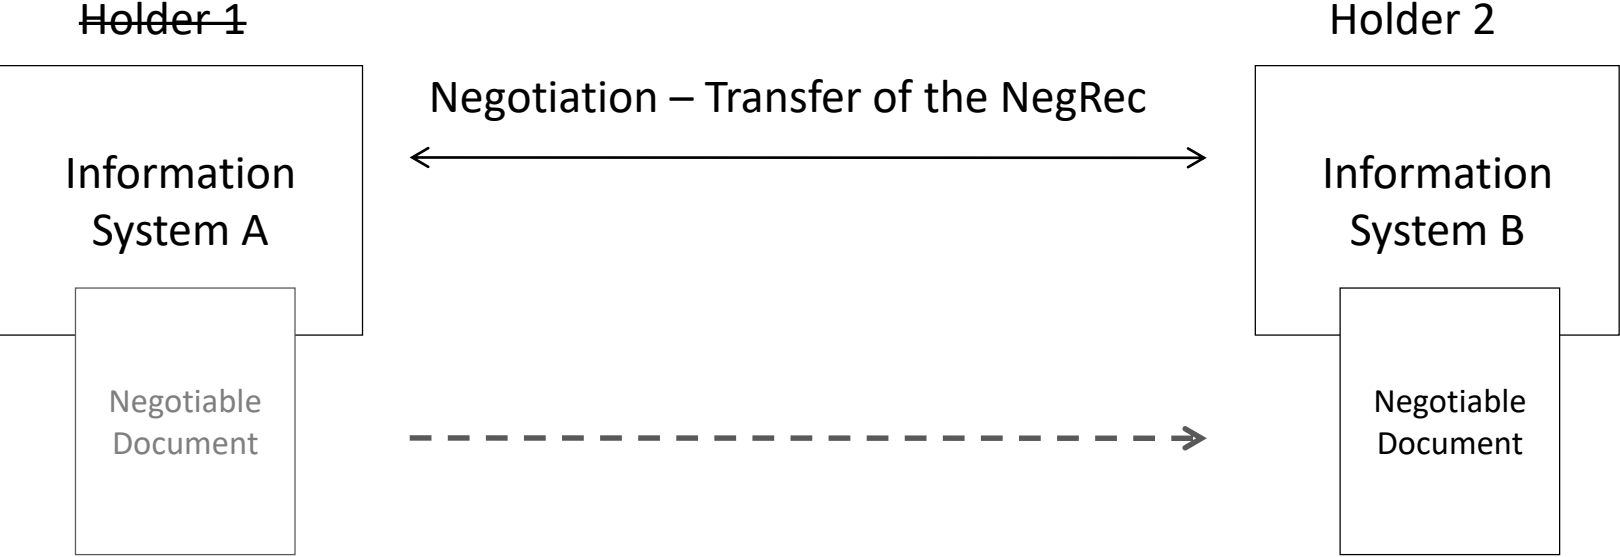 Holder 1
Holder 2
Negotiation – Transfer of the NegRec
Information
System A
Information
System B
Negotiable
Document
Negotiable
Document